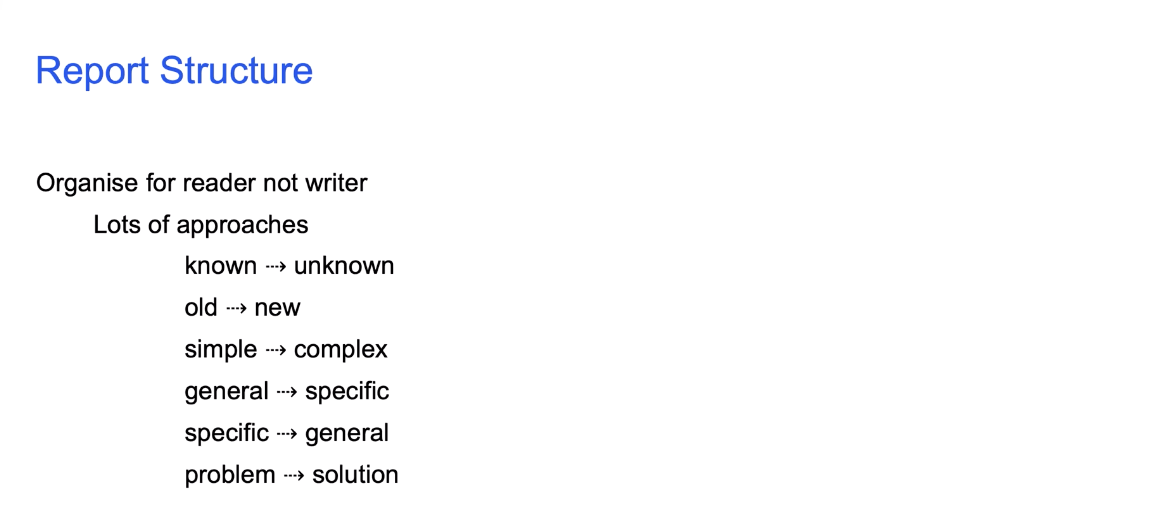 Report Structure
Organise for reader not writer
Lots of approaches
known ⇢ unknown
old ⇢ new
simple ⇢ complex
general ⇢ specific
specific ⇢ general
problem ⇢ solution